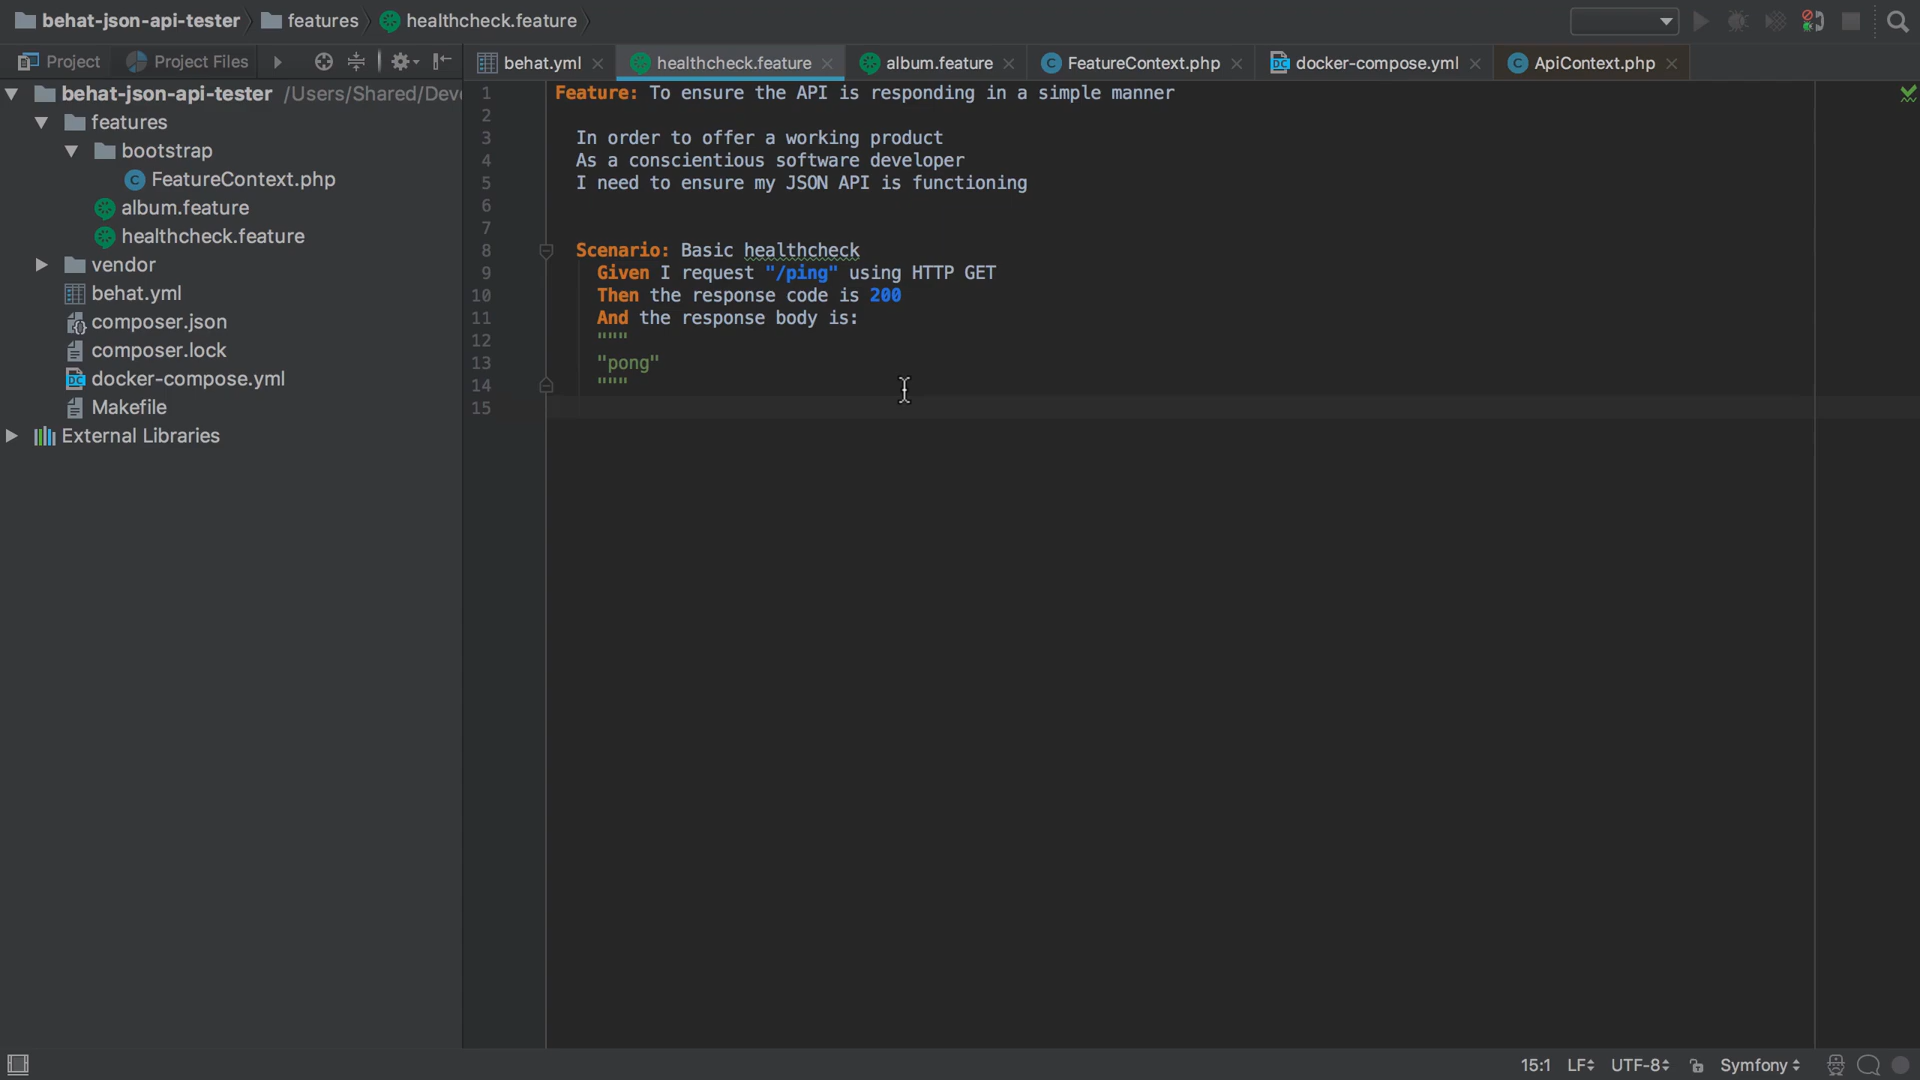 behat-json-api-tester features healthcheck.feature
Project Project Files
behat.yml healthcheck.feature album.feature FeatureContext.php docker-compose.yml ApiContext.php
behat-json-api-tester /Users/Shared/Dev
features
bootstrap
FeatureContext.php
album.feature
healthcheck.feature
vendor
behat.yml
composer.json
composer.lock
docker-compose.yml
Makefile
External Libraries
1 Feature: To ensure the API is responding in a simple manner
2
3 In order to offer a working product
4 As a conscientious software developer
5 I need to ensure my JSON API is functioning
6
7
8 Scenario: Basic healthcheck
9 Given I request "/ping" using HTTP GET
10 Then the response code is 200
11 And the response body is:
12 """
13 "pong"
14 """
15
15:1 LF UTF-8 Symfony